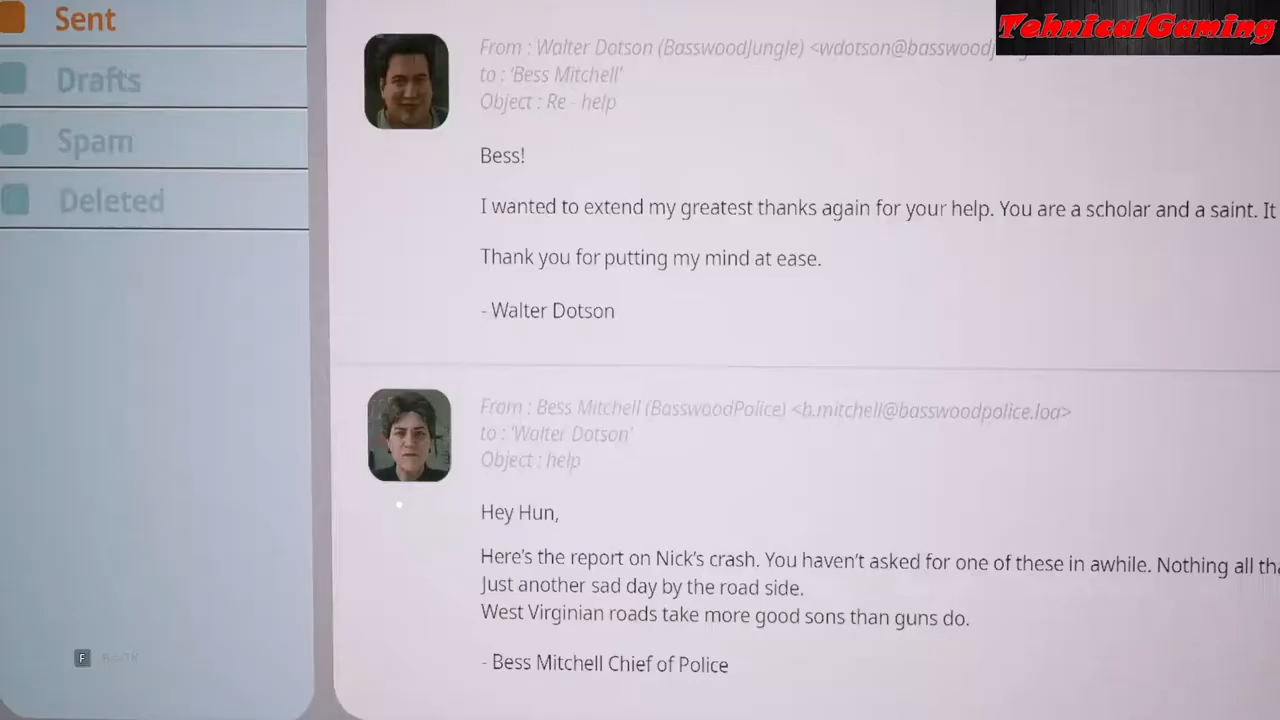 Sent
Drafts
Spam
Deleted
TehnicalGaming
From : Walter Dotson (BasswoodJungle) <wdotson@basswood
to : 'Bess Mitchell'
Object : Re - help
Bess!
I wanted to extend my greatest thanks again for your help. You are a scholar and a saint. It
Thank you for putting my mind at ease.
- Walter Dotson
From : Bess Mitchell (BasswoodPolice) <b.mitchell@basswoodpolice.loa>
to : 'Walter Dotson'
Object : help
Hey Hun,
Here's the report on Nick's crash. You haven't asked for one of these in awhile. Nothing all tha
Just another sad day by the road side.
West Virginian roads take more good sons than guns do.
- Bess Mitchell Chief of Police
F BACK